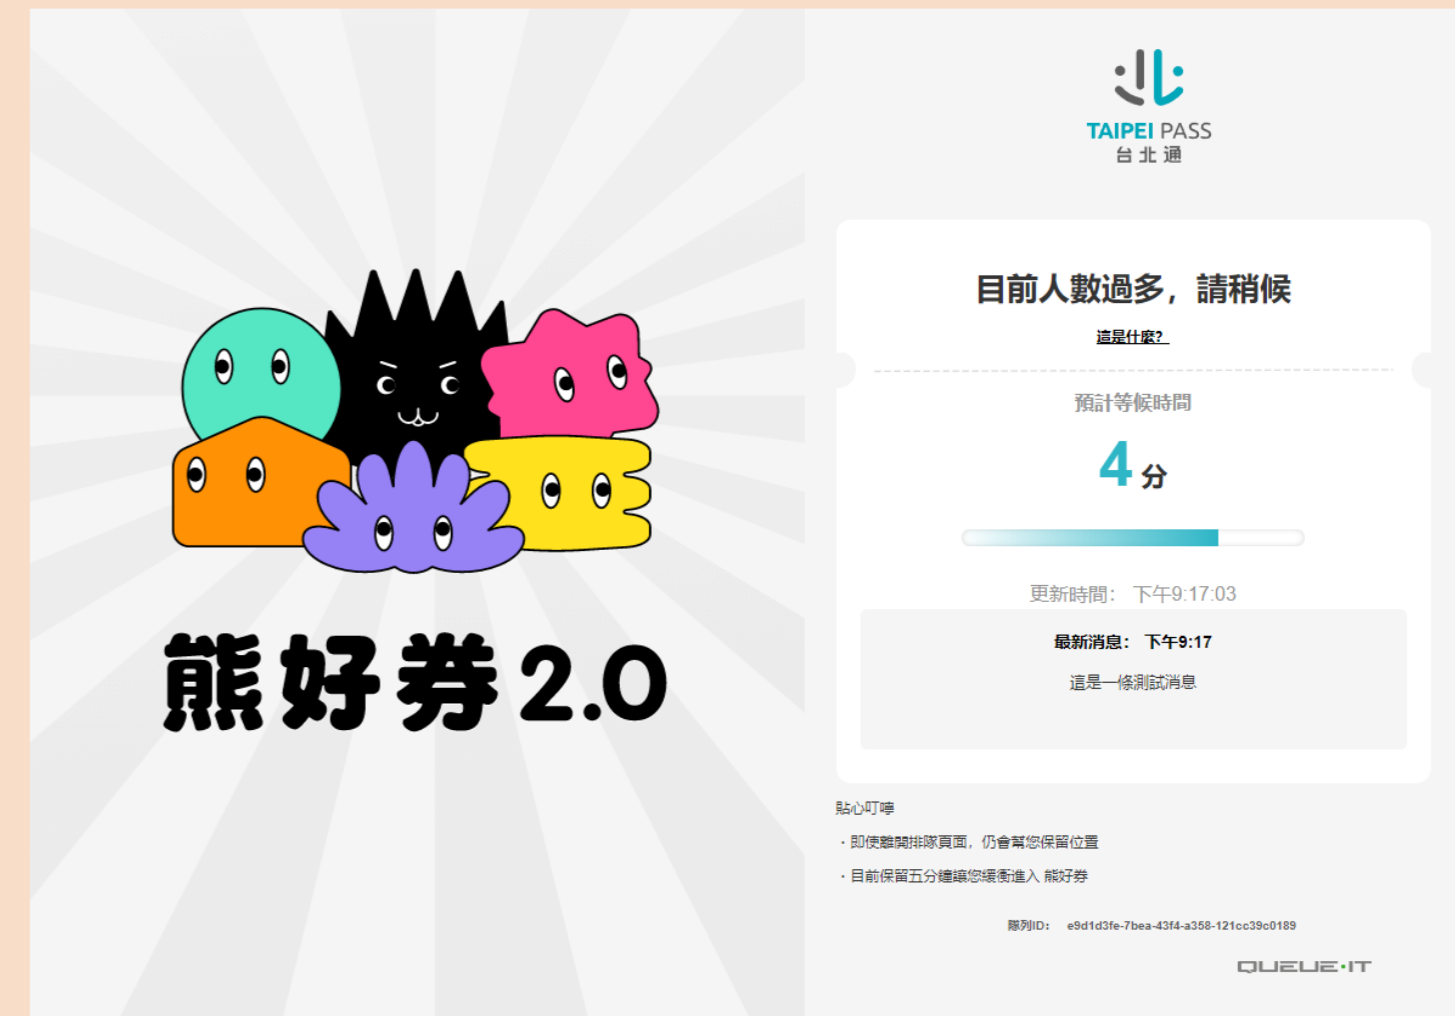 熊好券2.0
TAIPEI PASS
台北通
目前人數過多，請稍候
這是什麼?
預計等候時間
4 分
更新時間： 下午9:17:03
最新消息： 下午9:17
這是一條測試消息
貼心叮嚀
・即使離開排隊頁面，仍會幫您保留位置
・目前保留五分鐘讓您緩衝進入 熊好券
隊列ID： e9d1d3fe-7bea-43f4-a358-121cc39c0189
QUEUE·IT